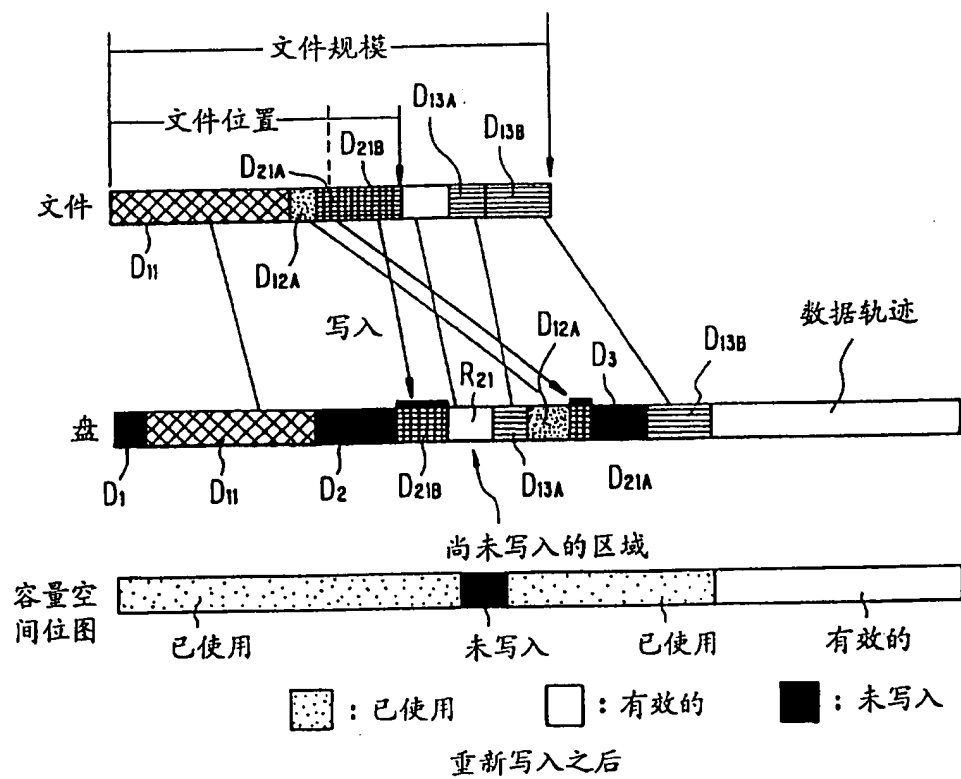 文件规模
文件位置
D13A
D13B
D21B
D21A
文件
D11
D12A
写入
数据轨迹
D12A
D3
D13B
R21
盘
D1
D11
D2
D21B
D13A
D21A
尚未写入的区域
容量空
间位图
已使用
未写入
已使用
有效的
:已使用
:有效的
:未写入
重新写入之后